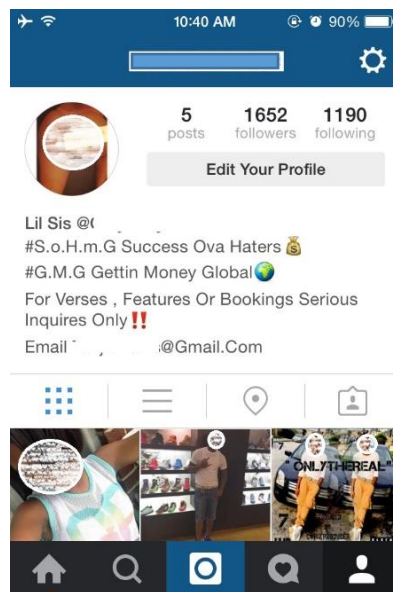 10:40 AM 90%
5 1652 1190
posts followers following
Edit Your Profile
Lil Sis @
#S.o.H.m.G Success Ova Haters💰
#G.M.G Gettin Money Global🌍
For Verses , Features Or Bookings Serious
Inquires Only‼️
Email @Gmail.Com
"ONLYTHEREAL"
7